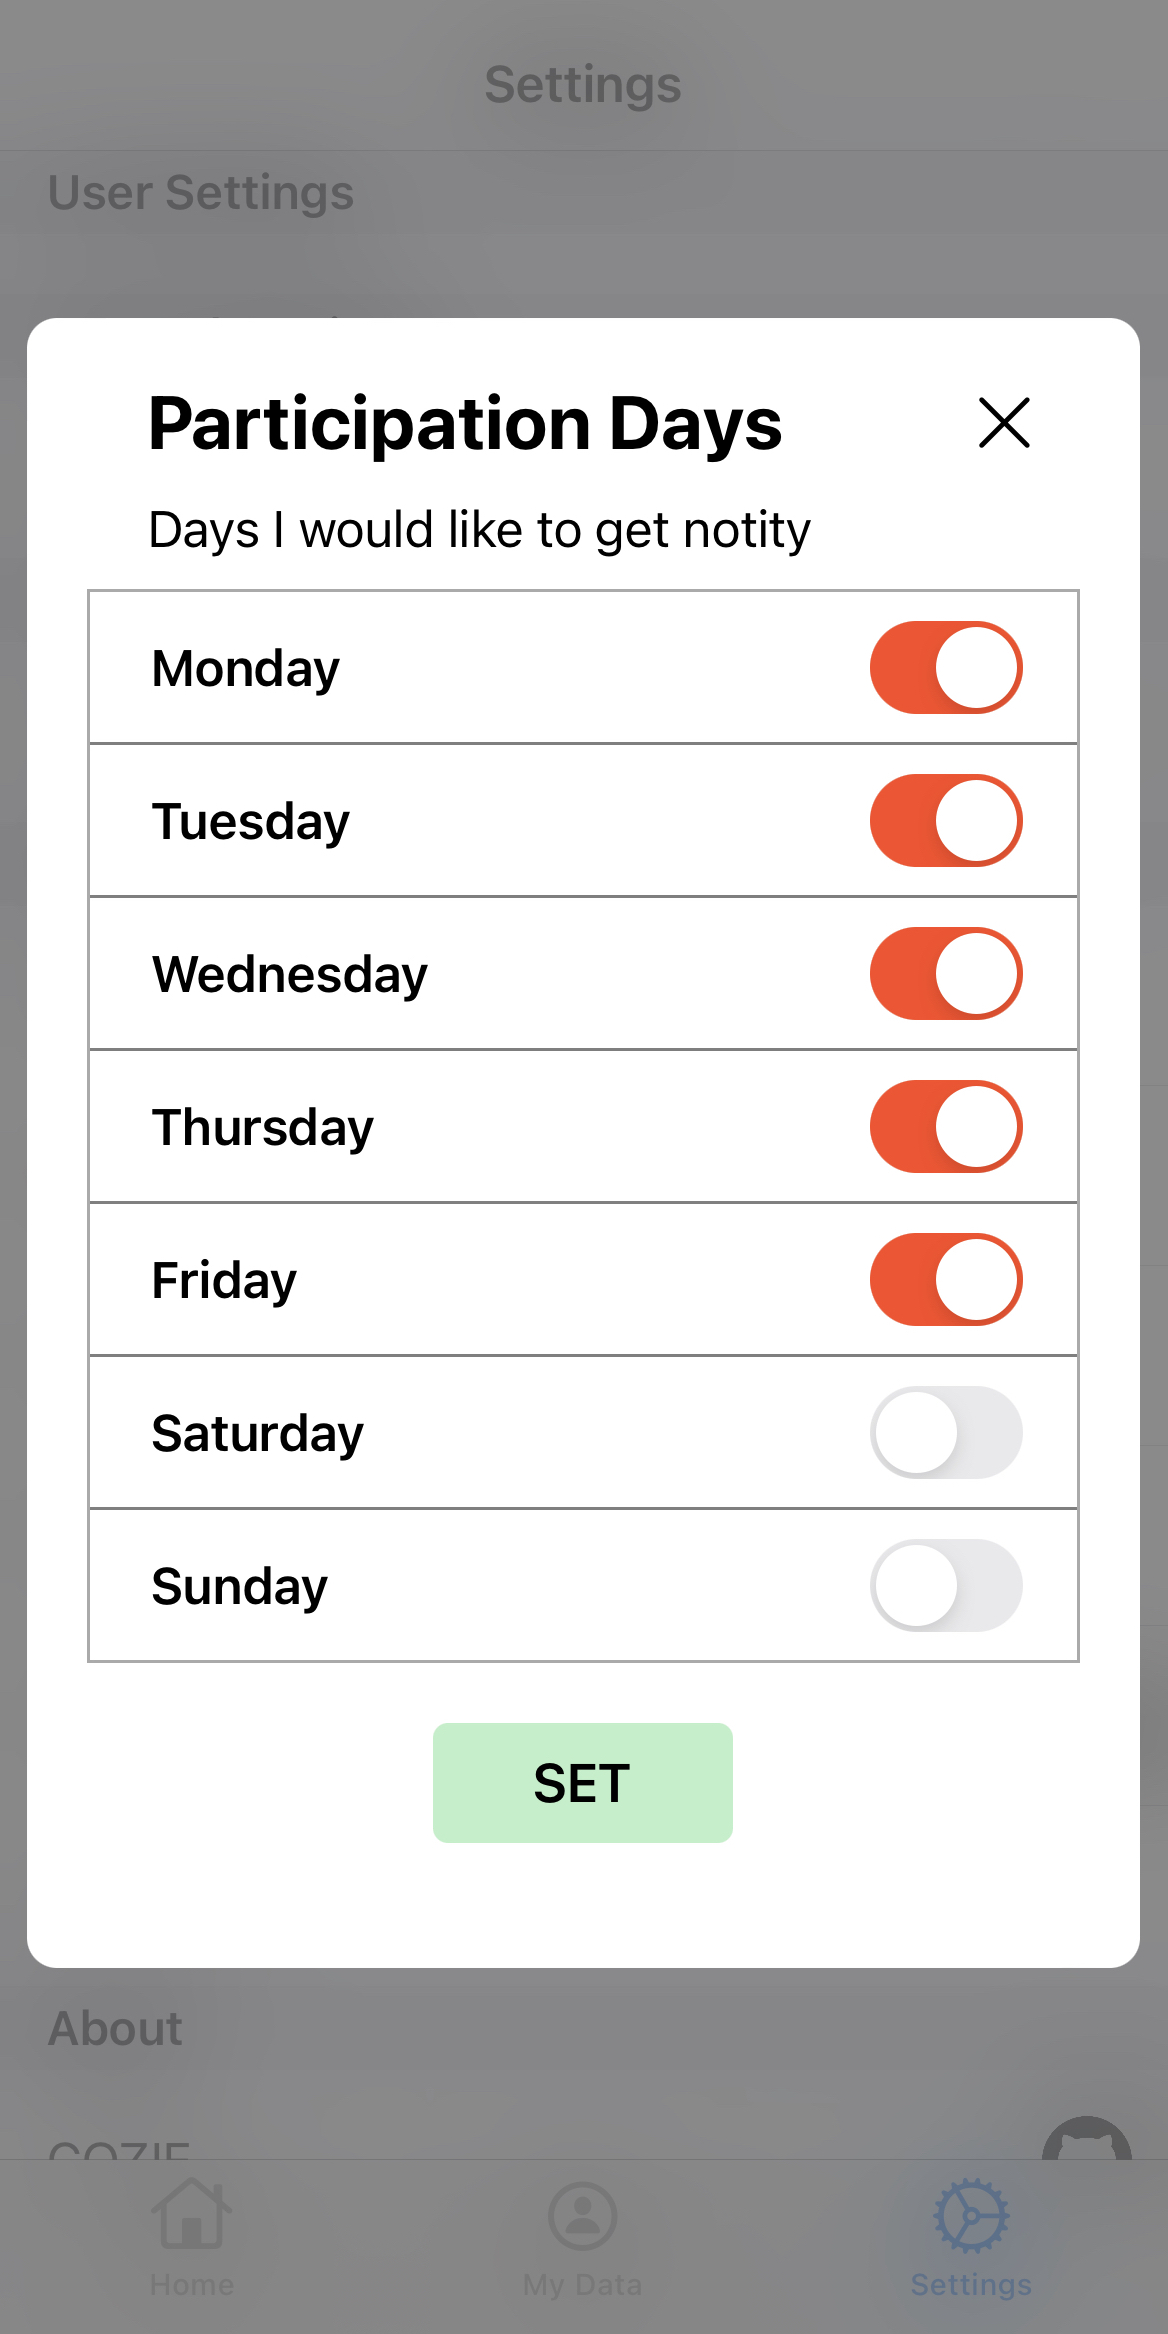 Settings
User Settings
Participation Days
Days I would like to get notity
Monday
Tuesday
Wednesday
Thursday
Friday
Saturday
Sunday
SET
About
COZIE
Home
My Data
Settings